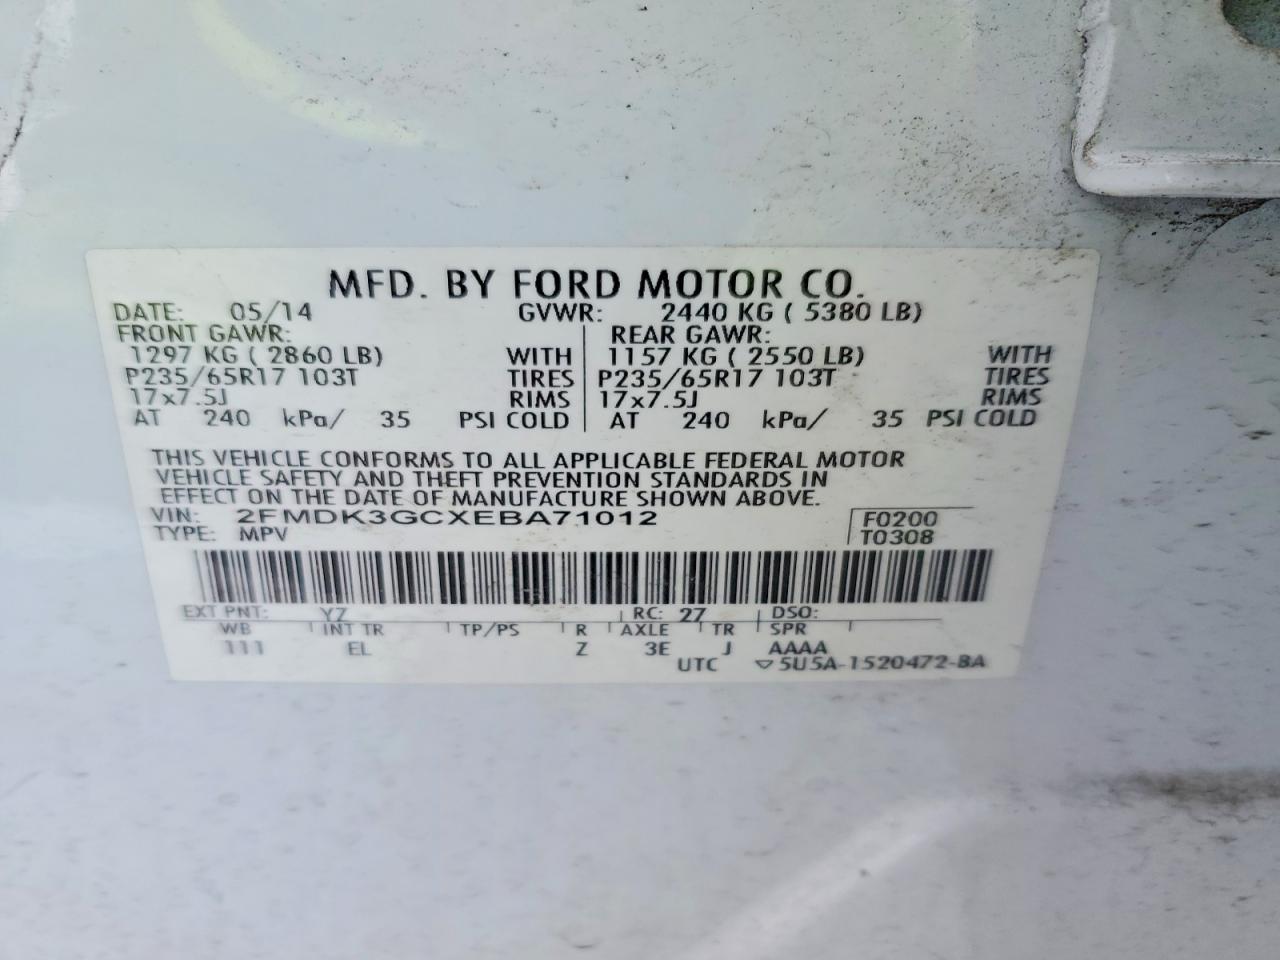 MFD. BY FORD MOTOR CO.
DATE: 05/14 GVWR: 2440 KG ( 5380 LB)
FRONT GAWR: REAR GAWR:
1297 KG ( 2860 LB) WITH 1157 KG ( 2550 LB) WITH
P235/65R17 103T TIRES P235/65R17 103T TIRES
17x7.5J RIMS 17x7.5J RIMS
AT 240 kPa/ 35 PSI COLD AT 240 kPa/ 35 PSI COLD
THIS VEHICLE CONFORMS TO ALL APPLICABLE FEDERAL MOTOR
VEHICLE SAFETY AND THEFT PREVENTION STANDARDS IN
EFFECT ON THE DATE OF MANUFACTURE SHOWN ABOVE.
VIN: 2FMDK3GCXEBA71012 F0200
TYPE: MPV T0308
EXT PNT: YZ RC: 27 DSO:
WB INT TR TP/PS R AXLE TR SPR
111 EL Z 3E J AAAA
UTC ▽5U5A-1520472-BA